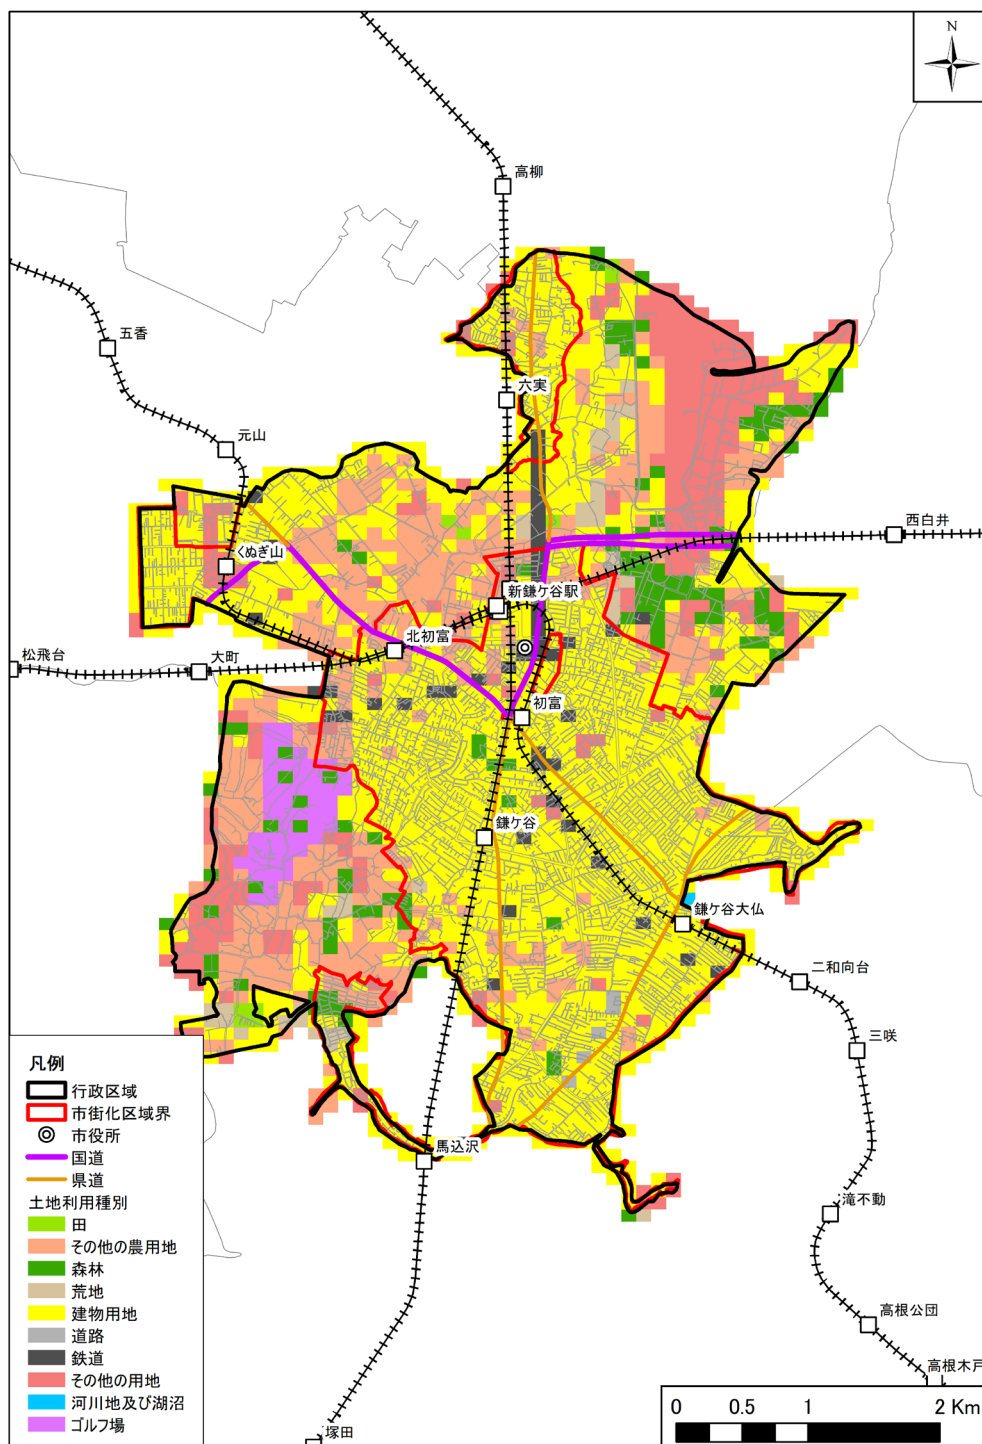 N
高柳
五香
六実
元山
西白井
くぬぎ山
新鎌ケ谷駅
北初富
松飛台
大町
初富
鎌ケ谷
鎌ケ谷大仏
二和向台
三咲
馬込沢
滝不動
高根公団
高根木戸
塚田
凡例
行政区域
市街化区域界
市役所
国道
県道
土地利用種別
田
その他の農用地
森林
荒地
建物用地
道路
鉄道
その他の用地
河川地及び湖沼
ゴルフ場
0 0.5 1 2 Km